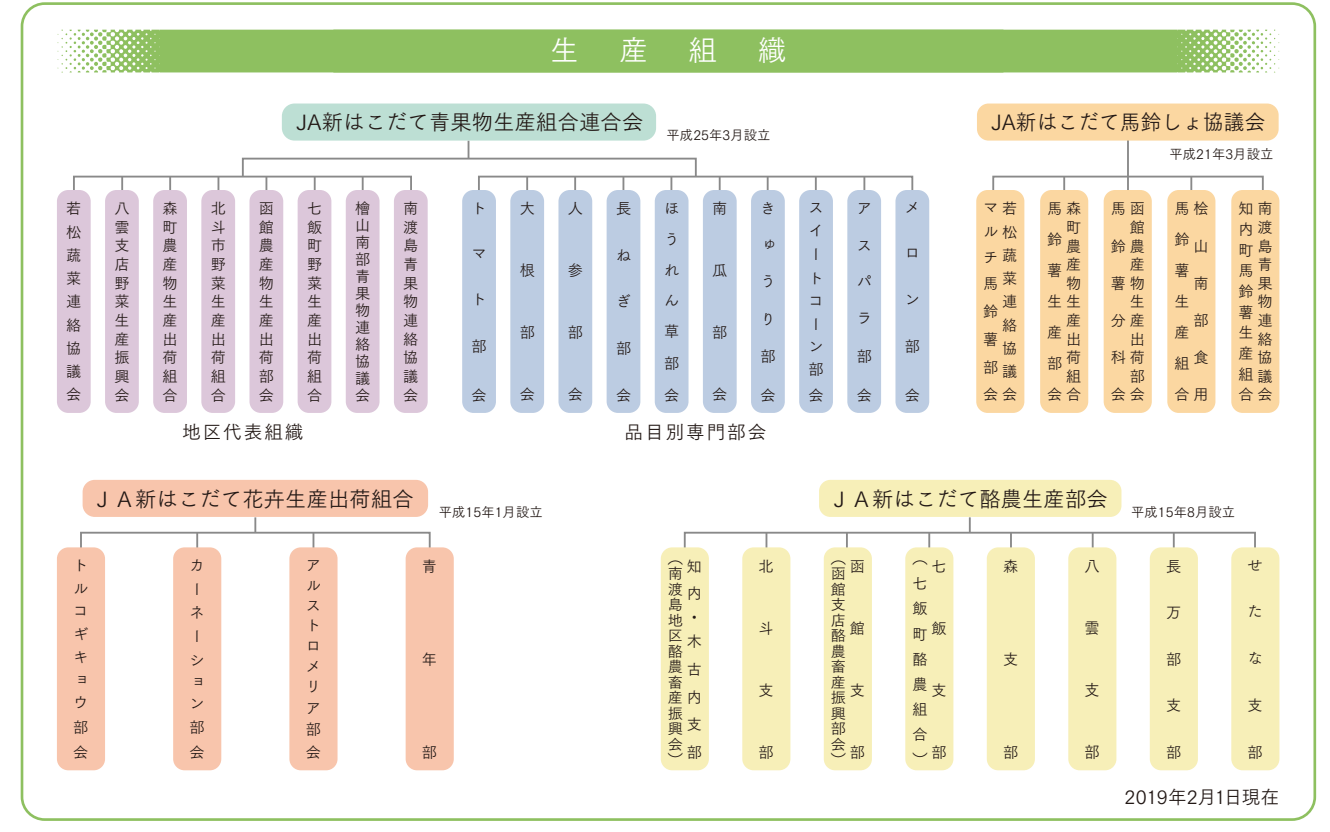 生産組織
JA新はこだて青果物生産組合連合会
平成25年3月設立
若松蔬菜連絡協議会
八雲支店野菜生産振興会
森町農産物生産出荷組合
北斗市野菜生産出荷組合
函館農産物生産出荷部会
七飯町野菜生産出荷組合
檜山南部青果物連絡協議会
南渡島青果物連絡協議会
地区代表組織
トマト部会
大根部会
人参部会
長ねぎ部会
ほうれん草部会
南瓜部会
きゅうり部会
スイートコーン部会
アスパラ部会
メロン部会
品目別専門部会
JA新はこだて馬鈴しょ協議会
平成21年3月設立
若松蔬菜連絡協議会
マルチ馬鈴薯部会
森町農産物生産出荷組合
馬鈴薯生産部会
函館農産物生産出荷部会
馬鈴薯分科会
桧山南部食用
馬鈴薯生産組合
南渡島青果物連絡協議会
知内町馬鈴薯生産組合
JA新はこだて花卉生産出荷組合
平成15年1月設立
トルコギキョウ部会
カーネーション部会
アルストロメリア部会
青年部
JA新はこだて酪農生産部会
平成15年8月設立
知内・木古内支部
(南渡島地区酪農畜産振興会)
北斗支部
函館支部
(函館支店酪農畜産振興部会)
七飯支部
(七飯町酪農組合)
森支部
八雲支部
長万部支部
せたな支部
2019年2月1日現在